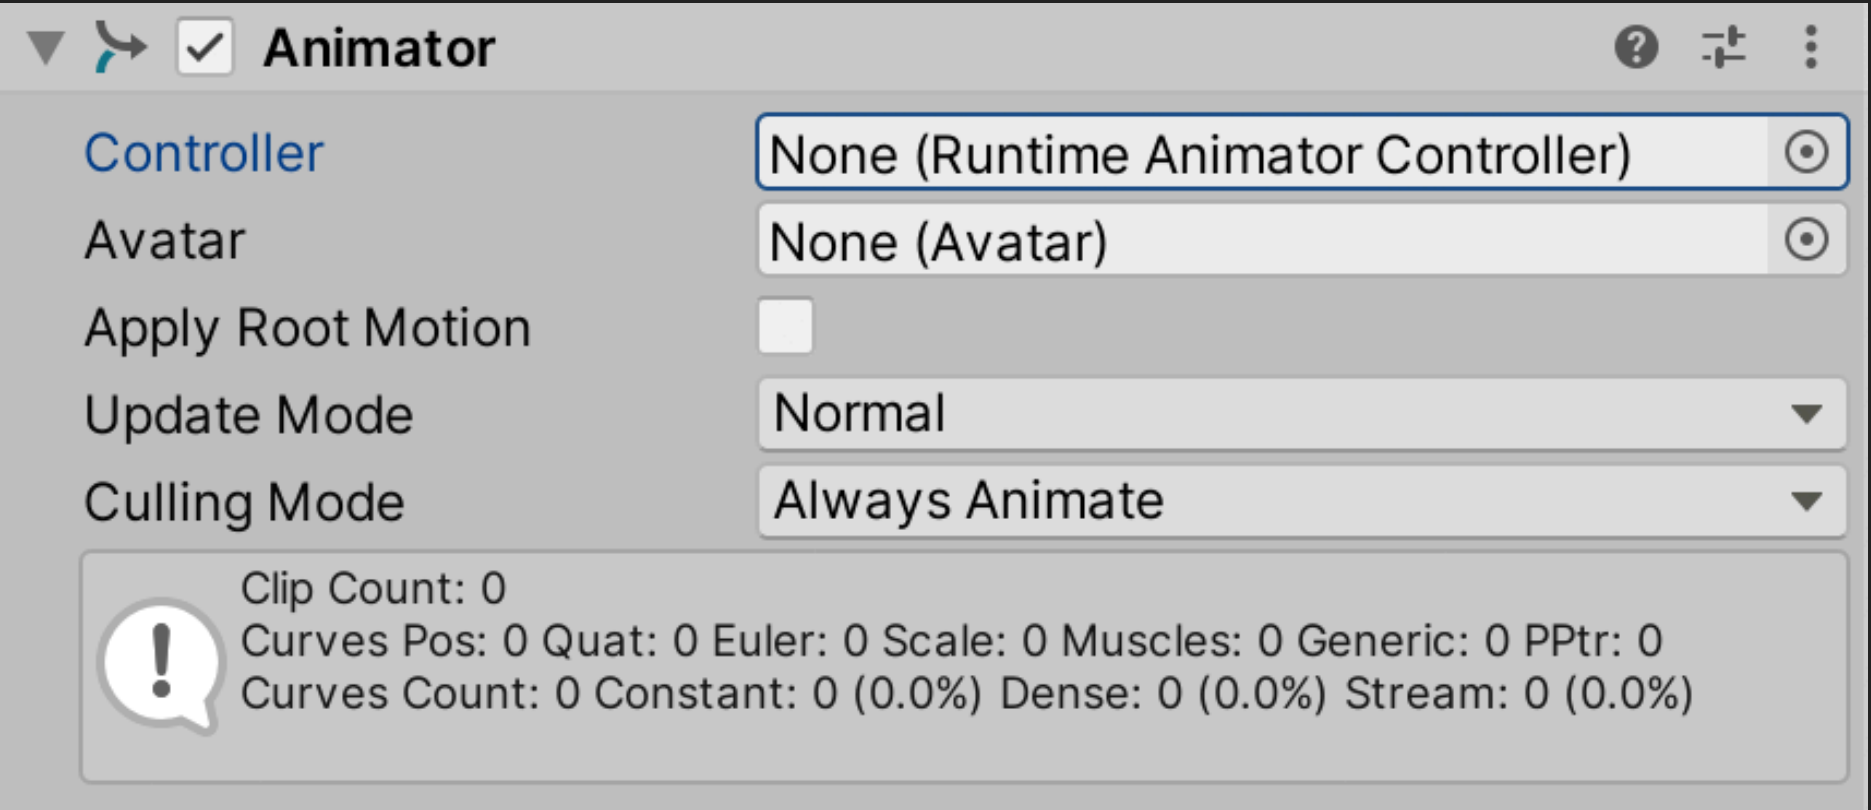 Animator
Controller None (Runtime Animator Controller)
Avatar None (Avatar)
Apply Root Motion
Update Mode Normal
Culling Mode Always Animate
Clip Count: 0
Curves Pos: 0 Quat: 0 Euler: 0 Scale: 0 Muscles: 0 Generic: 0 PPtr: 0
Curves Count: 0 Constant: 0 (0.0%) Dense: 0 (0.0%) Stream: 0 (0.0%)